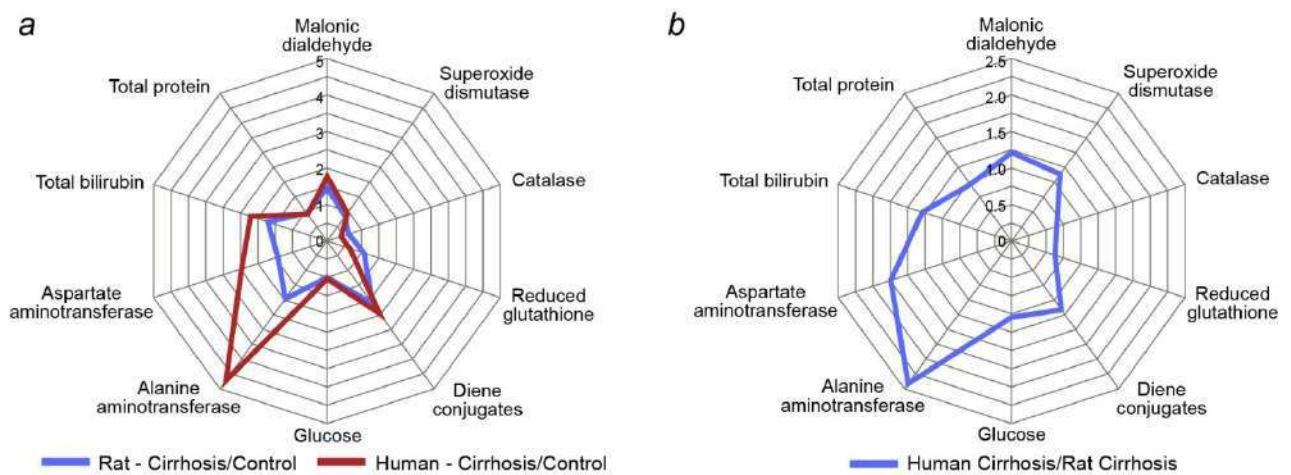 a
Malonic
dialdehyde
Superoxide
dismutase
Catalase
Reduced
glutathione
Diene
conjugates
Glucose
Alanine
aminotransferase
Aspartate
aminotransferase
Total bilirubin
Total protein
5
4
3
2
1
0
Rat - Cirrhosis/Control
Human - Cirrhosis/Control
b
Malonic
dialdehyde
Superoxide
dismutase
Catalase
Reduced
glutathione
Diene
conjugates
Glucose
Alanine
aminotransferase
Aspartate
aminotransferase
Total bilirubin
Total protein
2.5
2.0
1.5
1.0
0.5
0
Human Cirrhosis/Rat Cirrhosis